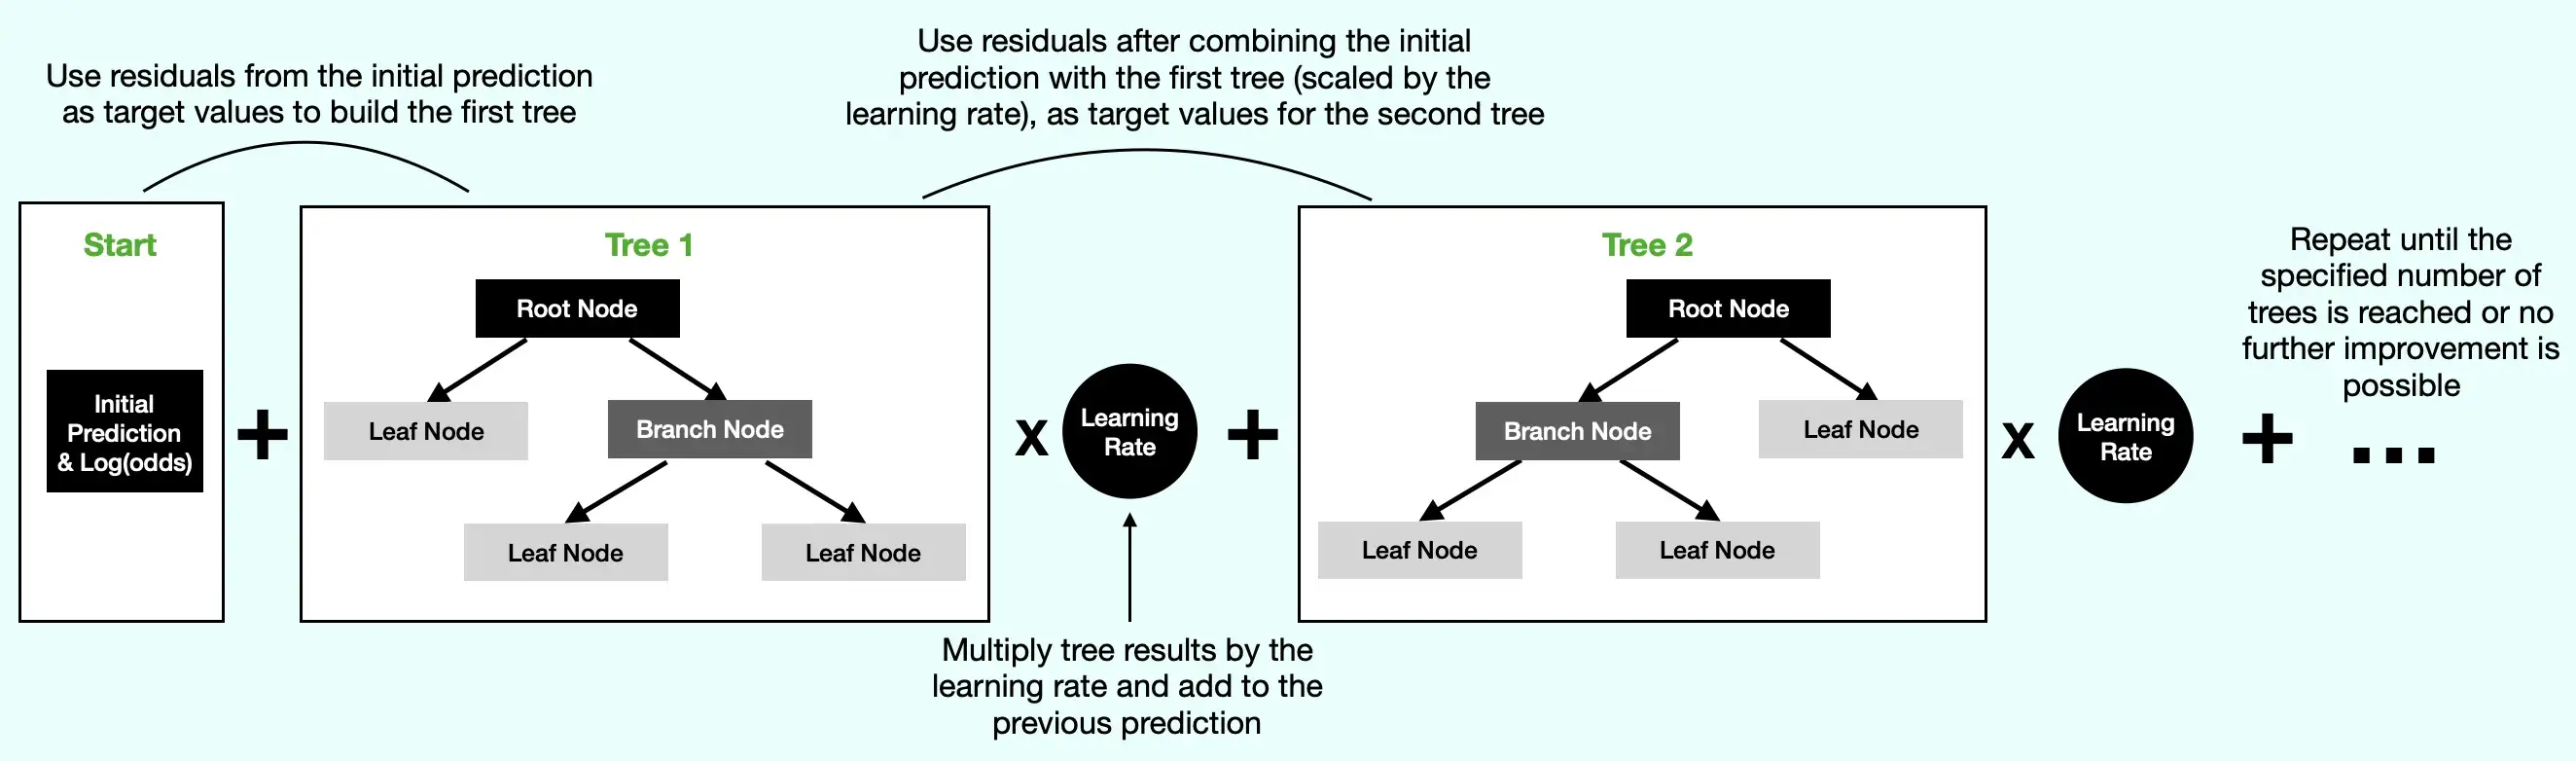 Use residuals from the initial prediction
as target values to build the first tree
Use residuals after combining the initial
prediction with the first tree (scaled by the
learning rate), as target values for the second tree
Start
Initial
Prediction
& Log(odds)
+
Tree 1
Root Node
Leaf Node
Branch Node
Leaf Node
Leaf Node
x
Learning
Rate
+
Multiply tree results by the
learning rate and add to the
previous prediction
Tree 2
Root Node
Branch Node
Leaf Node
Leaf Node
Leaf Node
x
Learning
Rate
Repeat until the
specified number of
trees is reached or no
further improvement is
possible
+ ...